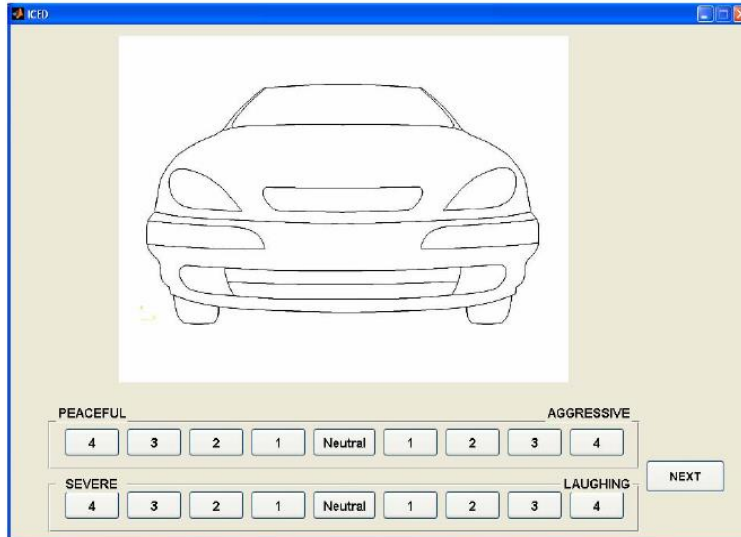 ICED
PEACEFUL AGGRESSIVE
4 3 2 1 Neutral 1 2 3 4
SEVERE LAUGHING
4 3 2 1 Neutral 1 2 3 4
NEXT